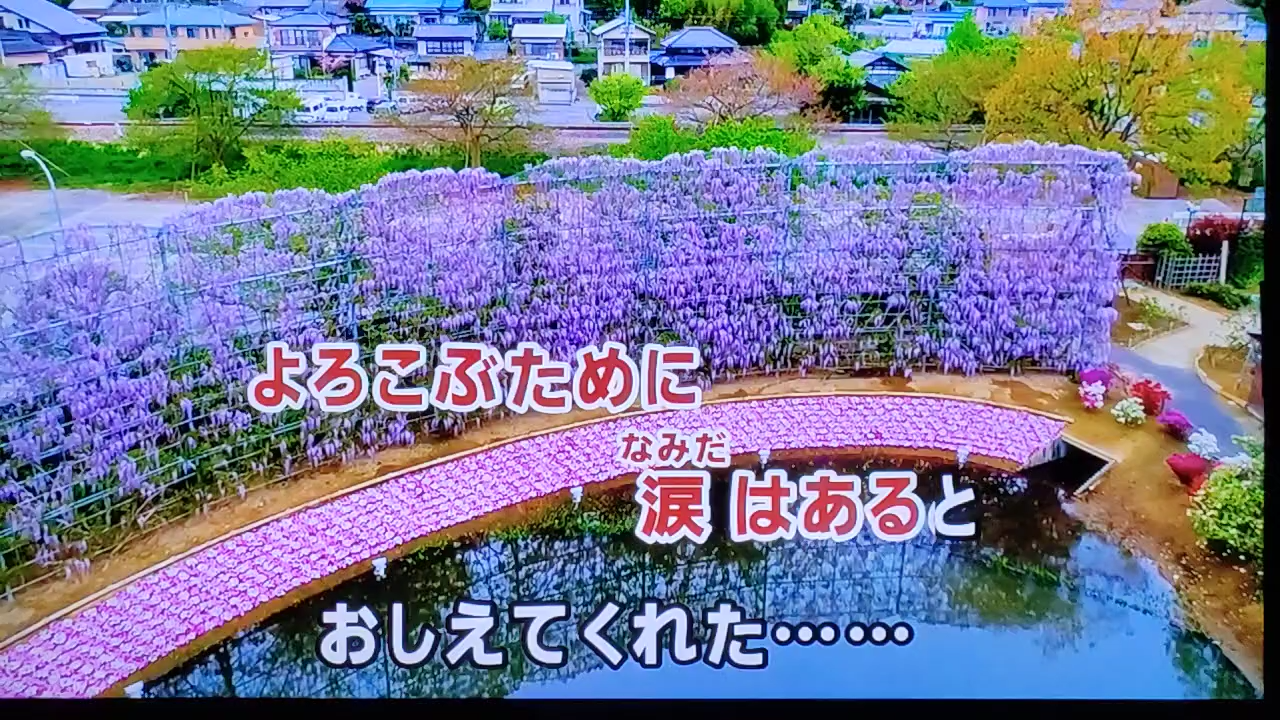 よろこぶために
なみだ
涙はあると
おしえてくれた……